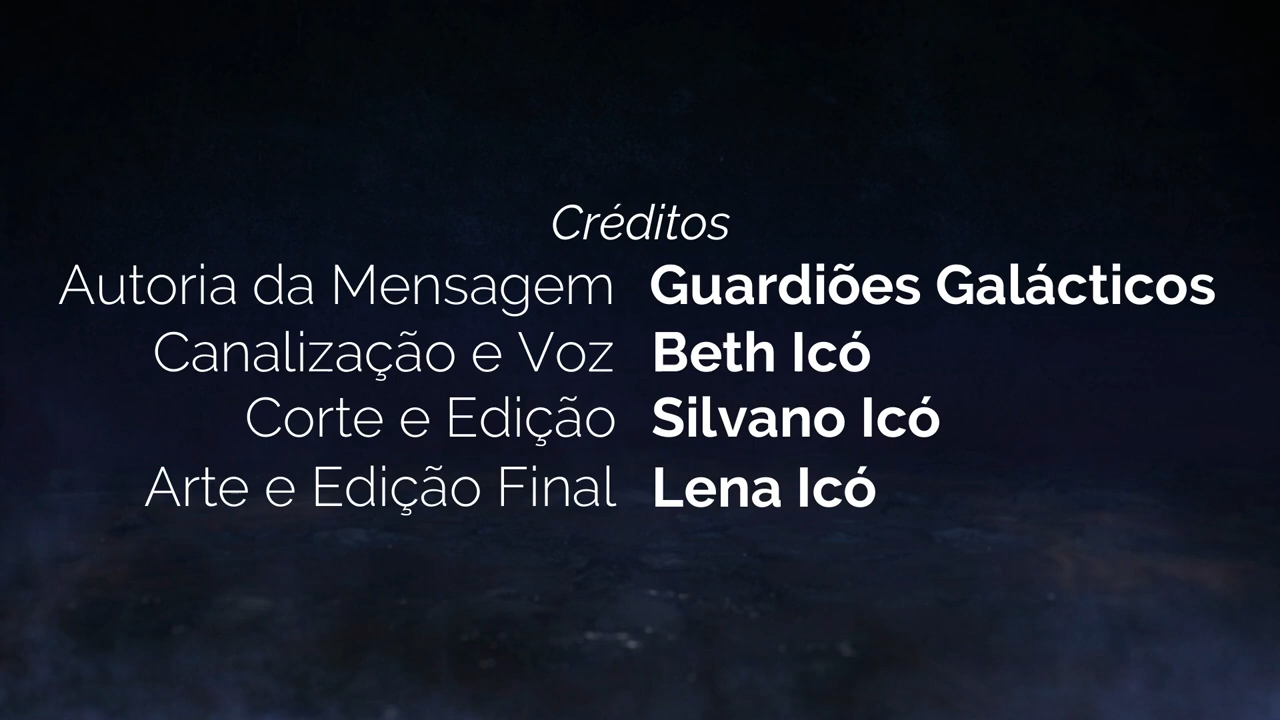 Créditos
Autoria da Mensagem Guardiões Galácticos
Canalização e Voz Beth Icó
Corte e Edição Silvano Icó
Arte e Edição Final Lena Icó